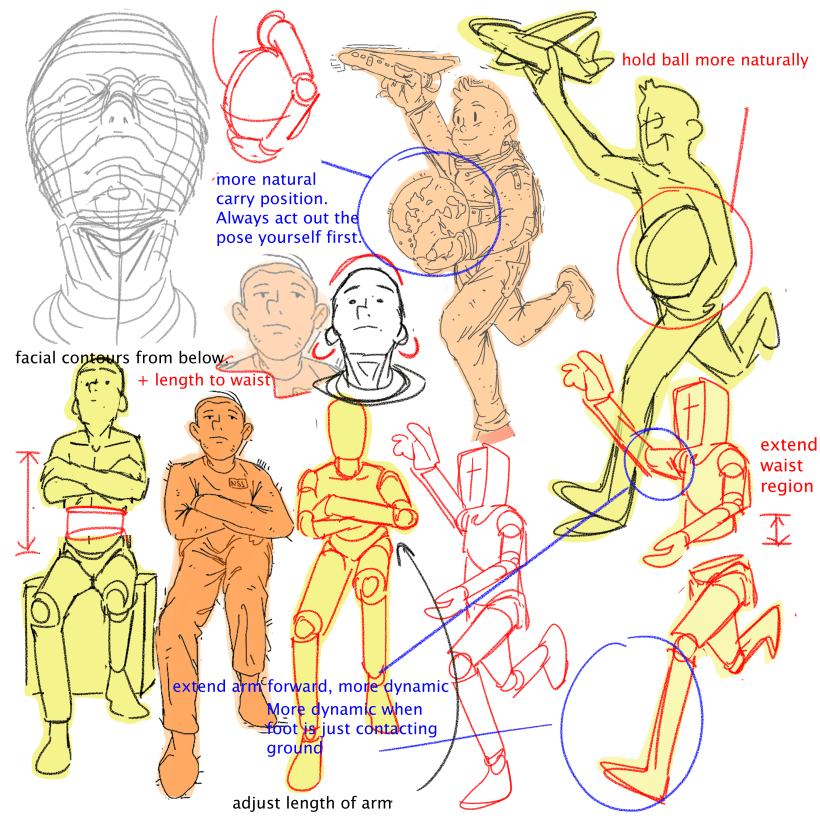 hold ball more naturally
more natural
carry position.
Always act out the
pose yourself first.
facial contours from below.
+ length to waist
NSL
extend
waist
region
extend arm forward, more dynamic
More dynamic when
foot is just contacting
ground
adjust length of arm